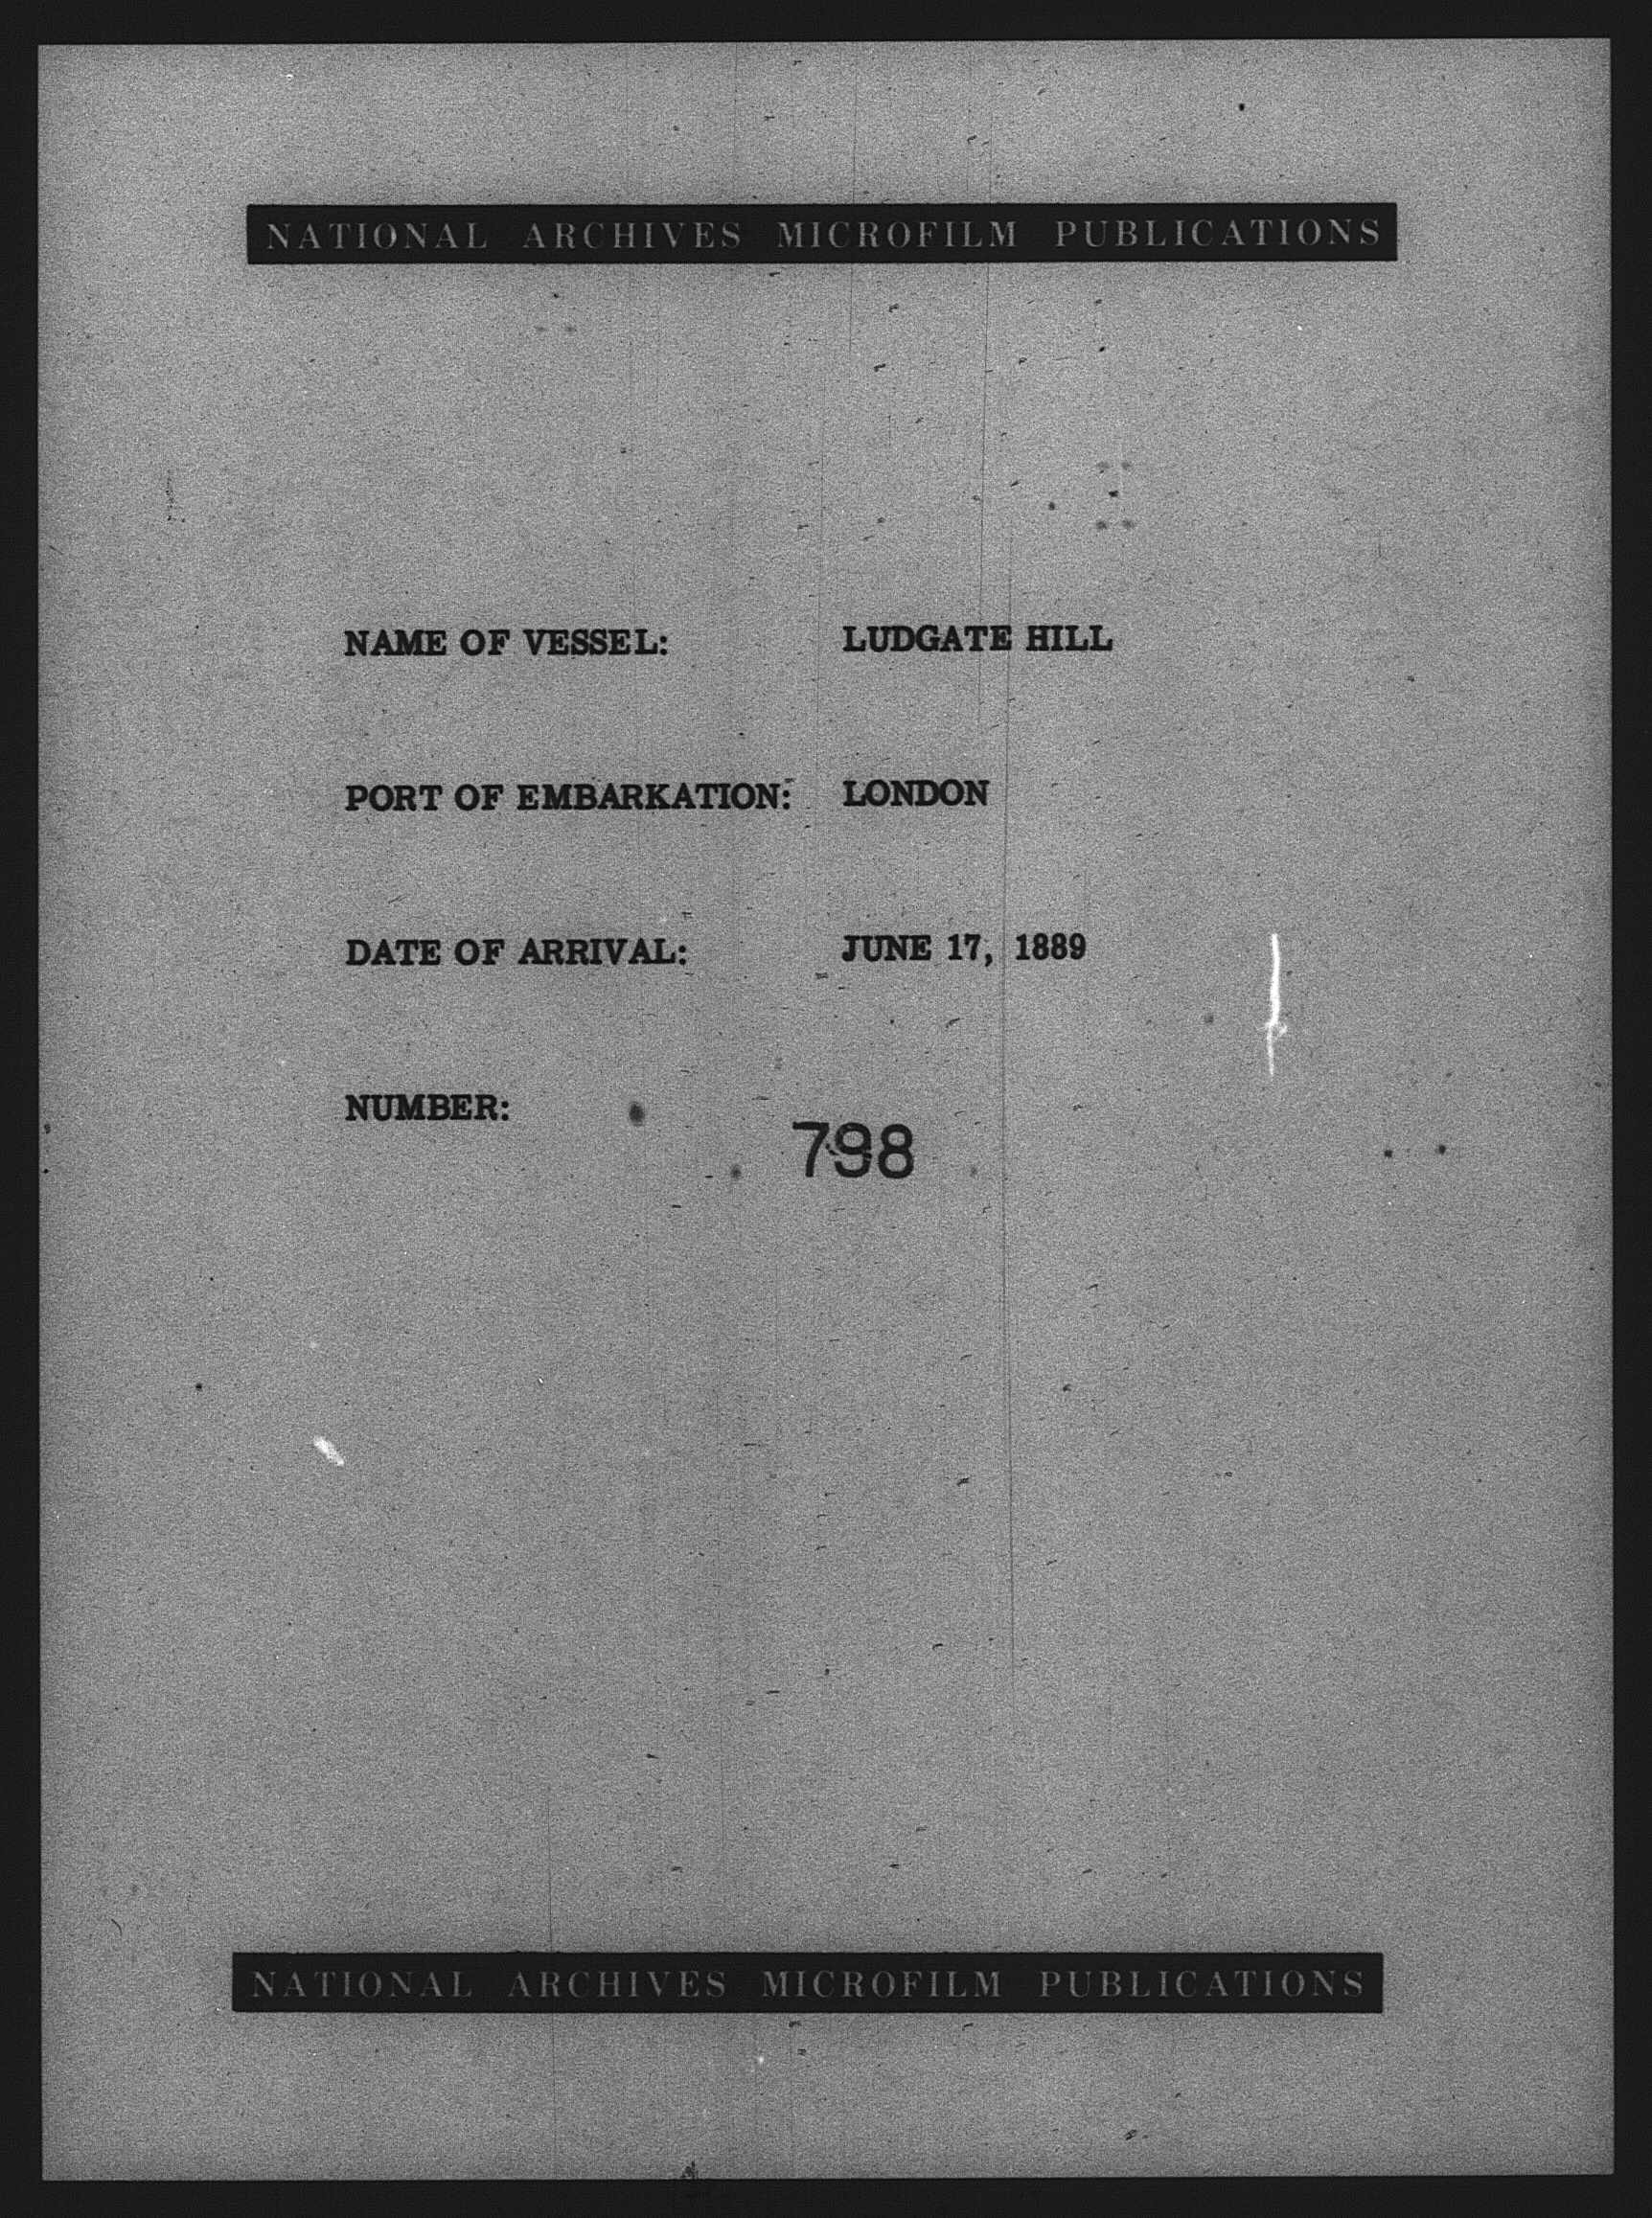 NATIONAL ARCHIVES MICROFILM PUBLICATIONS
NAME OF VESSEL: LUDGATE HILL
PORT OF EMBARKATION: LONDON
DATE OF ARRIVAL: JUNE 17, 1889
NUMBER:
798
NATIONAL ARCHIVES MICROFILM PUBLICATIONS